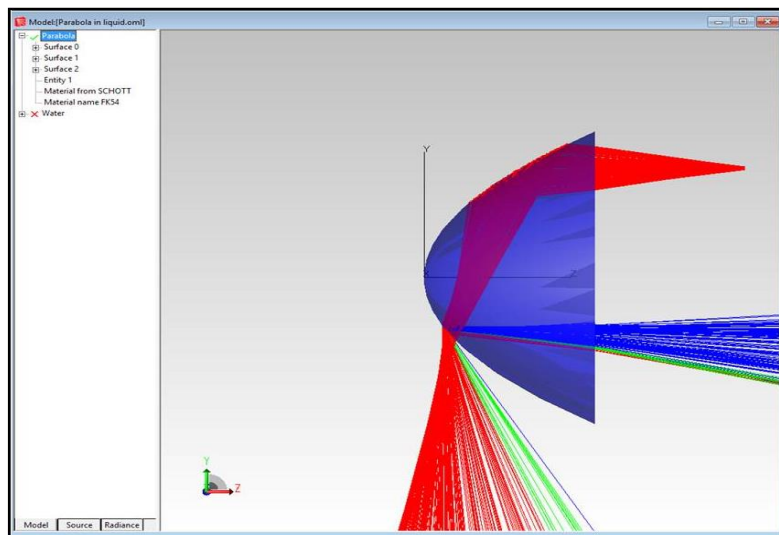 Model:[Parabola in liquid.oml]
Parabola
Surface 0
Surface 1
Surface 2
Entity 1
Material from SCHOTT
Material name FK54
Water
Y
Z
Y
Z
Model Source Radiance